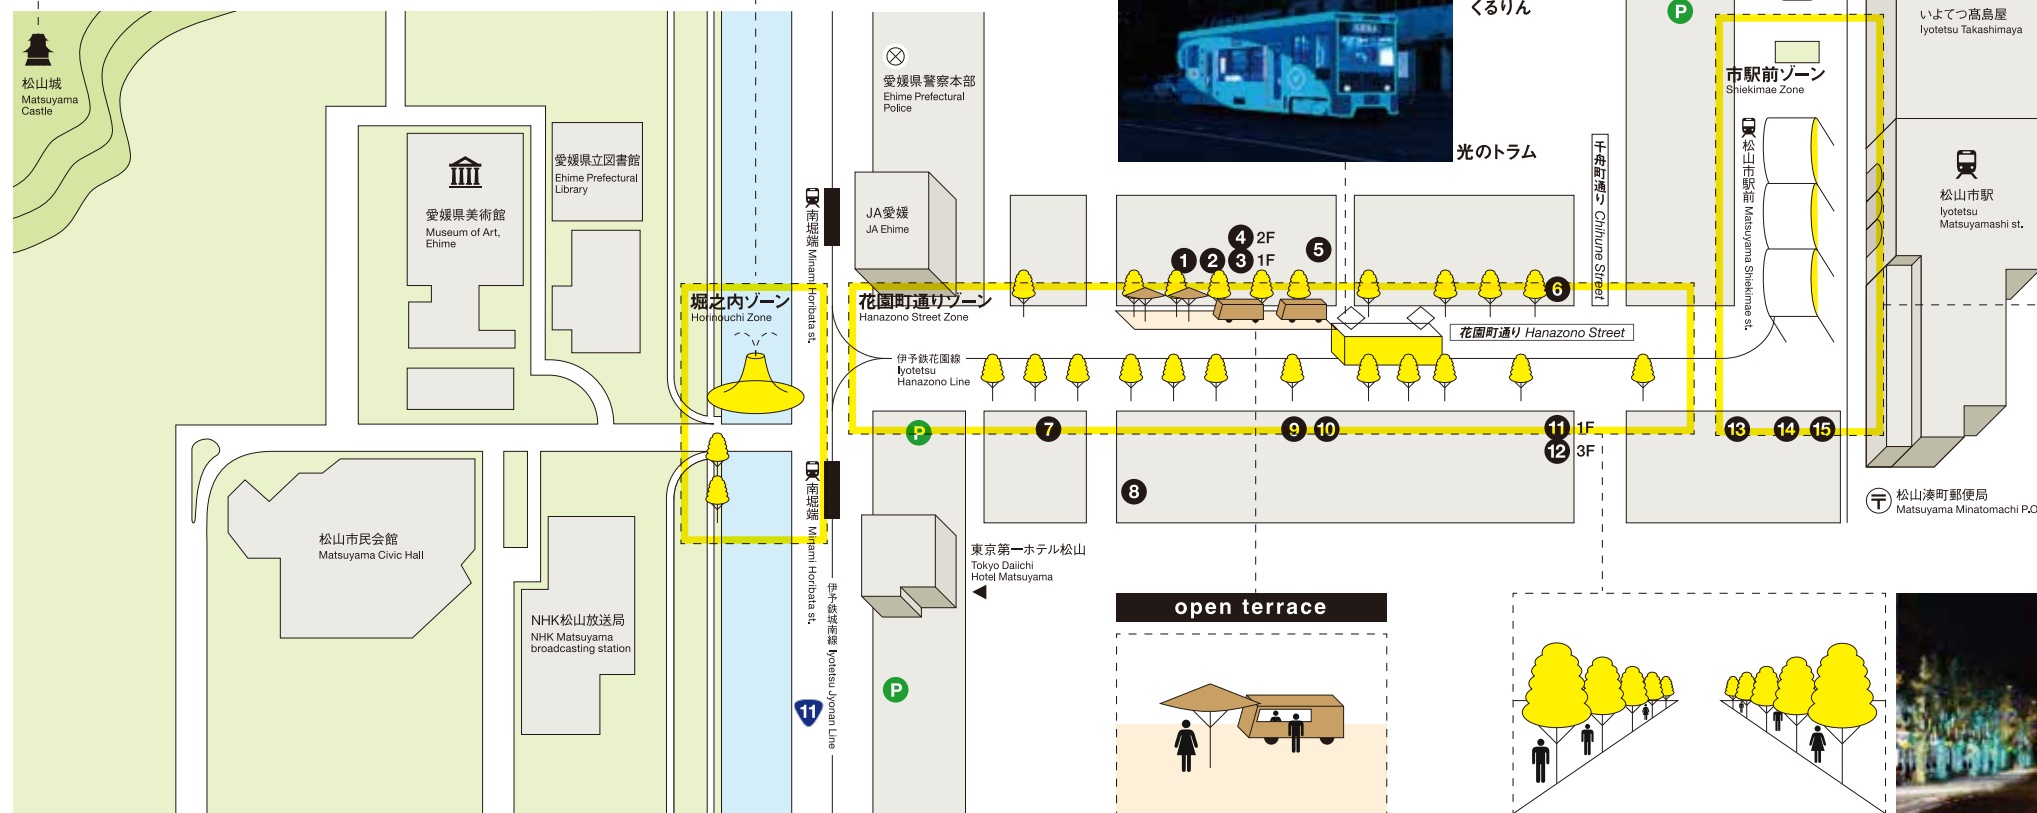 松山城
Matsuyama
Castle
愛媛県美術館
Museum of Art,
Ehime
愛媛県立図書館
Ehime Prefectural
Library
松山市民会館
Matsuyama Civic Hall
NHK松山放送局
NHK Matsuyama
broadcasting station
堀之内ゾーン
Horinouchi Zone
南堀端 Minami Horibata st.
南堀端 Minami Horibata st.
伊予鉄城南線 Iyotetsu Jyonan Line
11
愛媛県警察本部
Ehime Prefectural
Police
JA愛媛
JA Ehime
花園町通りゾーン
Hanazono Street Zone
伊予鉄花園線
Iyotetsu
Hanazono Line
P
P
東京第一ホテル松山
Tokyo Daiichi
Hotel Matsuyama
くるりん
光のトラム
1
2
4 2F
3 1F
5
6
花園町通り Hanazono Street
千舟町通り Chihune Street
7
8
9
10
11 1F
12 3F
13
14
15
open terrace
P
市駅前ゾーン
Shiekimae Zone
松山市駅前 Matsuyama Shiekimae st.
いよてつ髙島屋
Iyotetsu Takashimaya
松山市駅
Iyotetsu
Matsuyamashi st.
松山湊町郵便局
Matsuyama Minatomachi P.O